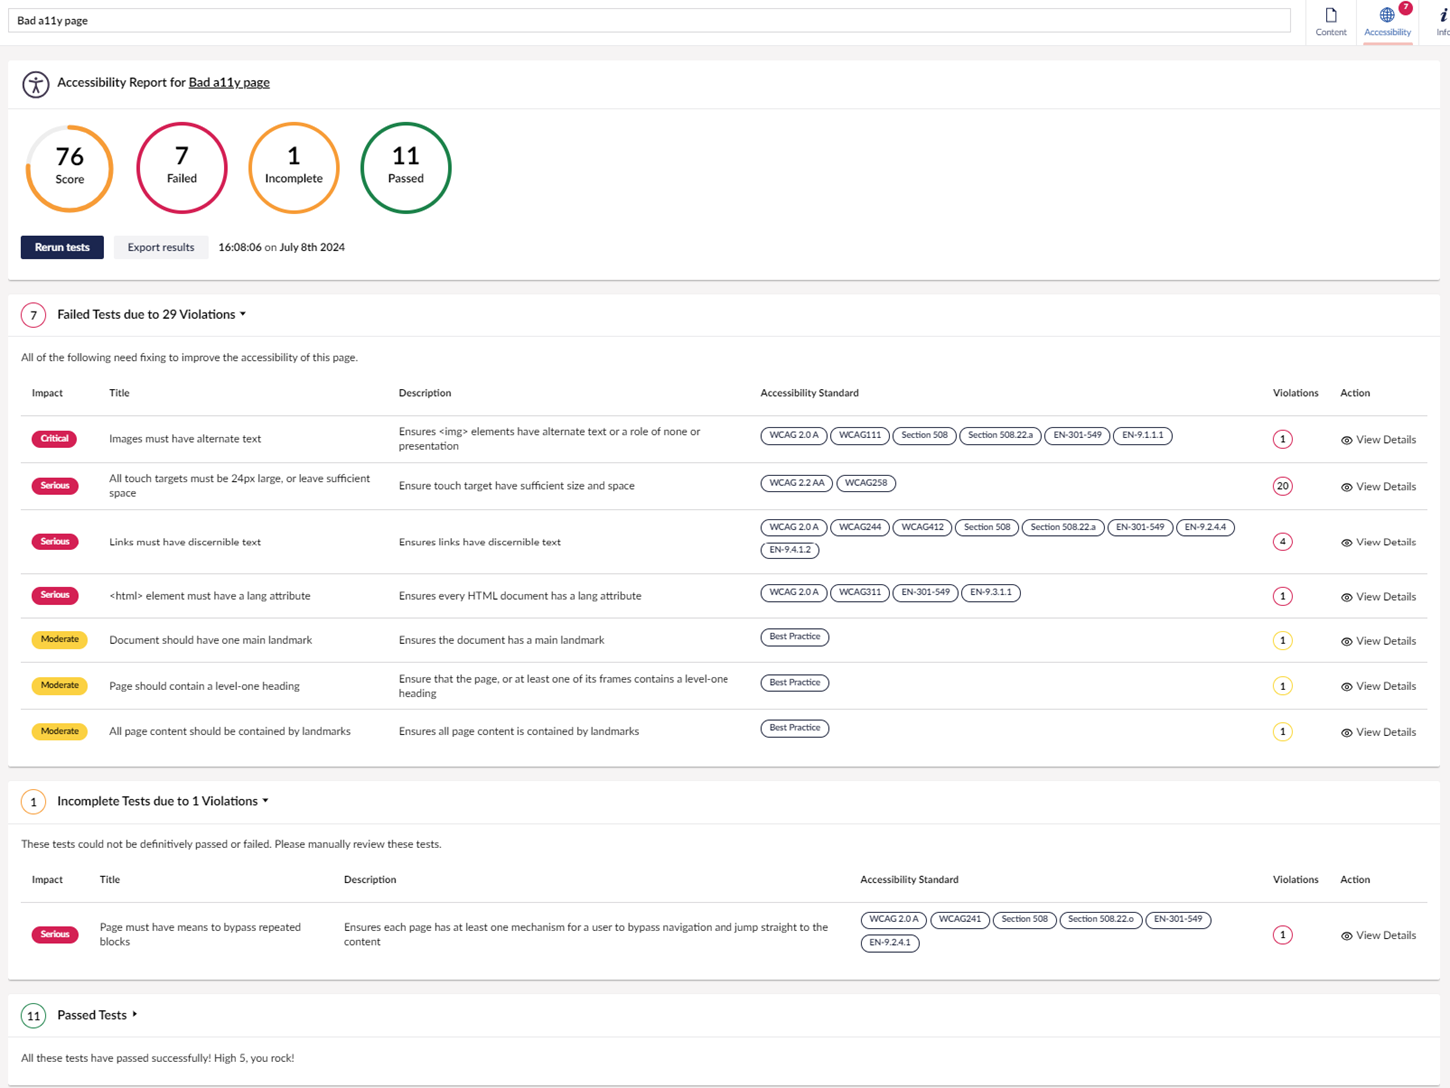 Bad a11y page
Content
7
Accessibility
Info
Accessibility Report for Bad a11y page
76
Score
7
Failed
1
Incomplete
11
Passed
Rerun tests
Export results
16:08:06 on July 8th 2024
7
Failed Tests due to 29 Violations
All of the following need fixing to improve the accessibility of this page.
Impact Title Description Accessibility Standard Violations Action
Critical
Images must have alternate text
Ensures <img> elements have alternate text or a role of none or
presentation
WCAG 2.0 A WCAG111 Section 508 Section 508.22.a EN-301-549 EN-9.1.1.1
1
View Details
Serious
All touch targets must be 24px large, or leave sufficient
space
Ensure touch target have sufficient size and space
WCAG 2.2 AA WCAG258
20
View Details
Serious
Links must have discernible text
Ensures links have discernible text
WCAG 2.0 A WCAG244 WCAG412 Section 508 Section 508.22.a EN-301-549 EN-9.2.4.4
EN-9.4.1.2
4
View Details
Serious
<html> element must have a lang attribute
Ensures every HTML document has a lang attribute
WCAG 2.0 A WCAG311 EN-301-549 EN-9.3.1.1
1
View Details
Moderate
Document should have one main landmark
Ensures the document has a main landmark
Best Practice
1
View Details
Moderate
Page should contain a level-one heading
Ensure that the page, or at least one of its frames contains a level-one
heading
Best Practice
1
View Details
Moderate
All page content should be contained by landmarks
Ensures all page content is contained by landmarks
Best Practice
1
View Details
1
Incomplete Tests due to 1 Violations
These tests could not be definitively passed or failed. Please manually review these tests.
Impact Title Description Accessibility Standard Violations Action
Serious
Page must have means to bypass repeated
blocks
Ensures each page has at least one mechanism for a user to bypass navigation and jump straight to the
content
WCAG 2.0 A WCAG241 Section 508 Section 508.22.o EN-301-549
EN-9.2.4.1
1
View Details
11
Passed Tests
All these tests have passed successfully! High 5, you rock!